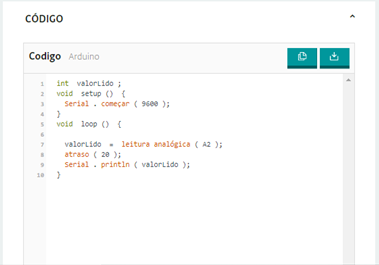 CÓDIGO
Codigo Arduino
1 int valorLido ;
2 void setup () {
3 Serial . começar ( 9600 );
4 }
5 void loop () {
6
7 valorLido = leitura analógica ( A2 );
8 atraso ( 20 );
9 Serial . println ( valorLido );
10 }